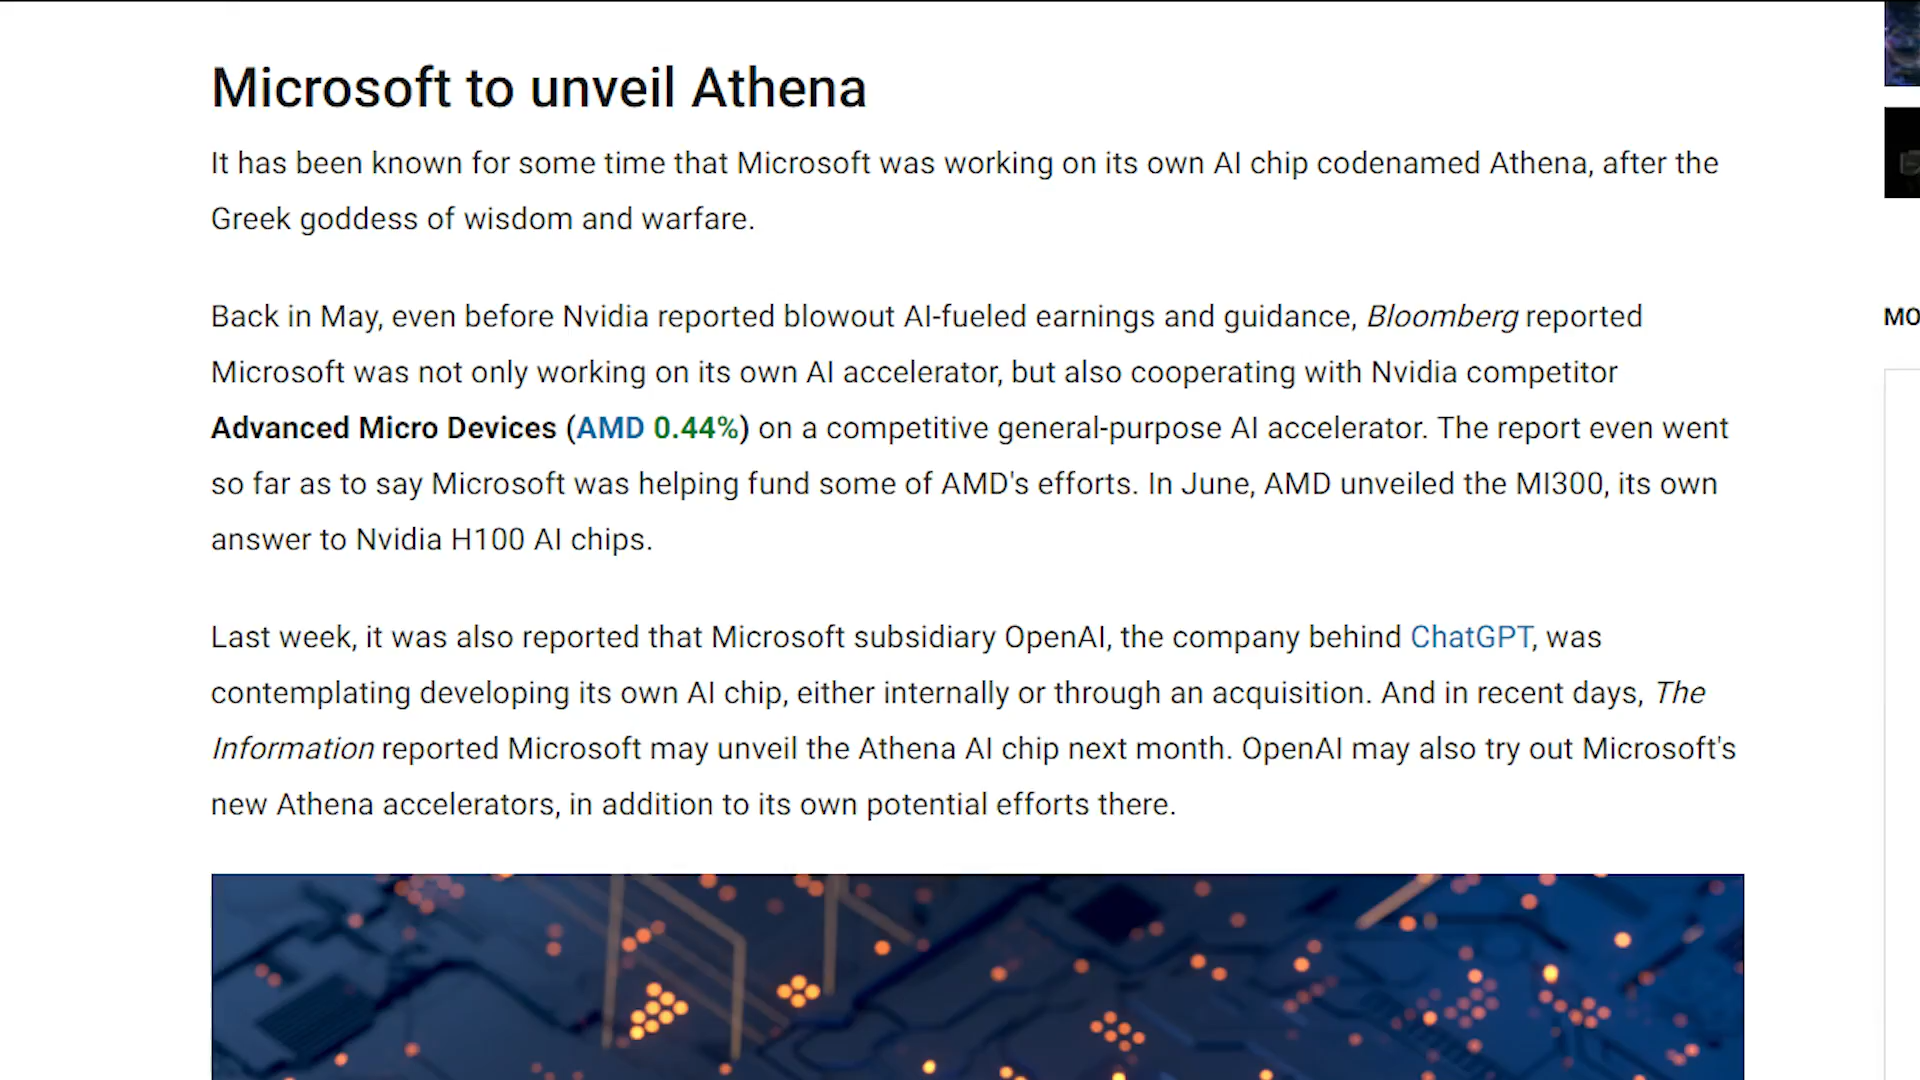 Microsoft to unveil Athena
It has been known for some time that Microsoft was working on its own AI chip codenamed Athena, after the
Greek goddess of wisdom and warfare.
Back in May, even before Nvidia reported blowout AI-fueled earnings and guidance, Bloomberg reported
Microsoft was not only working on its own AI accelerator, but also cooperating with Nvidia competitor
Advanced Micro Devices (AMD 0.44%) on a competitive general-purpose AI accelerator. The report even went
so far as to say Microsoft was helping fund some of AMD's efforts. In June, AMD unveiled the MI300, its own
answer to Nvidia H100 AI chips.
Last week, it was also reported that Microsoft subsidiary OpenAI, the company behind ChatGPT, was
contemplating developing its own AI chip, either internally or through an acquisition. And in recent days, The
Information reported Microsoft may unveil the Athena AI chip next month. OpenAI may also try out Microsoft's
new Athena accelerators, in addition to its own potential efforts there.
MO